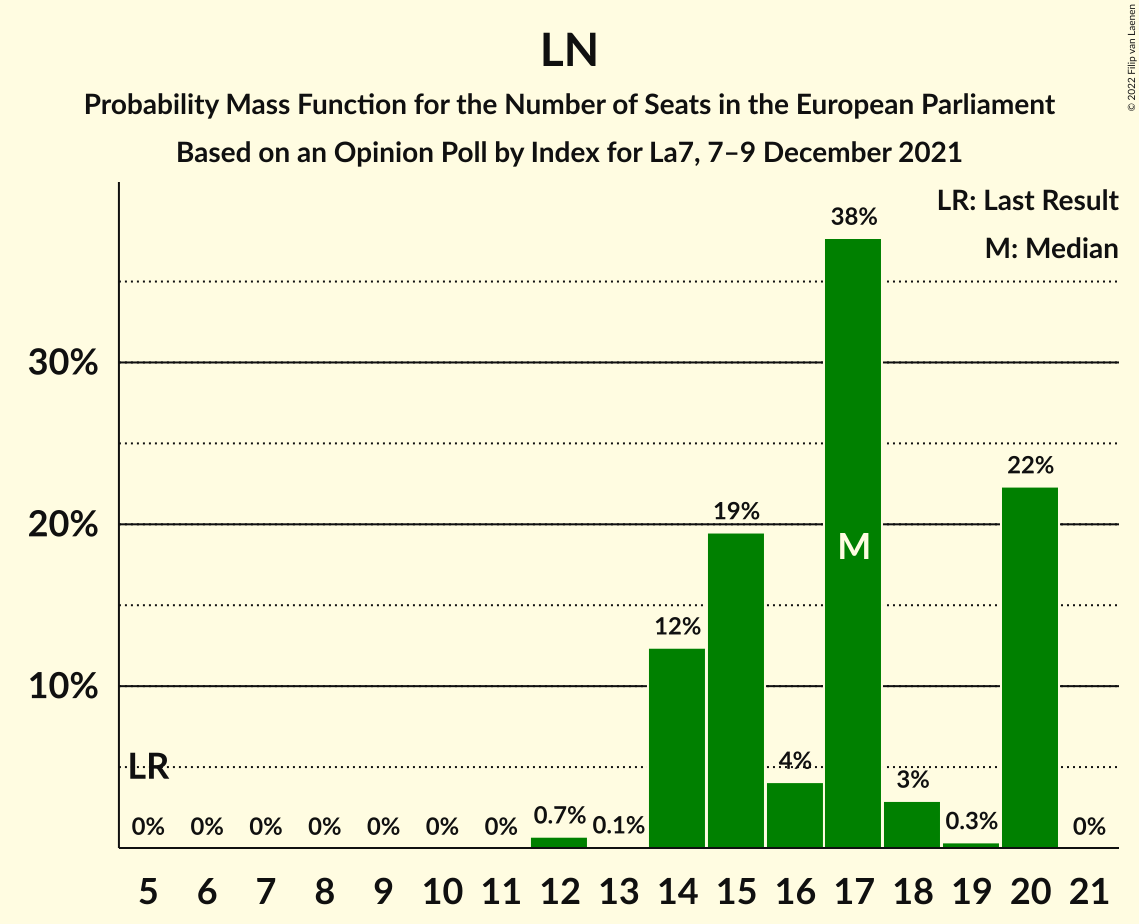 LN
Probability Mass Function for the Number of Seats in the European Parliament
Based on an Opinion Poll by Index for La7, 7–9 December 2021
© 2022 Filip van Laenen
LR: Last Result
M: Median
38%
30%
22%
20%
19%
M
12%
10%
LR
4%
3%
0% 0% 0% 0% 0% 0% 0% 0.7% 0.1% 0.3% 0%
5 6 7 8 9 10 11 12 13 14 15 16 17 18 19 20 21